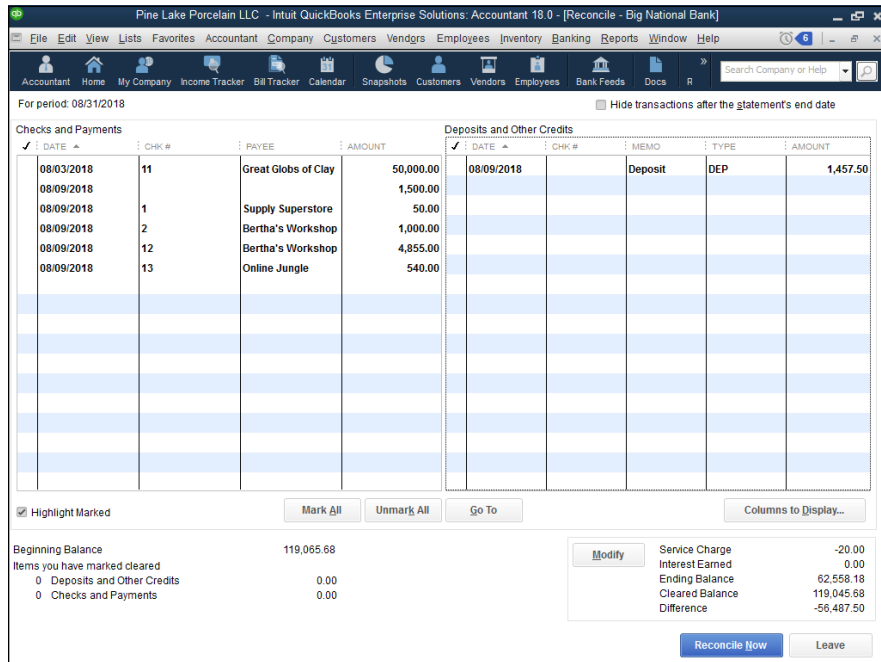 Pine Lake Porcelain LLC - Intuit QuickBooks Enterprise Solutions: Accountant 18.0 - [Reconcile - Big National Bank]
File Edit View Lists Favorites Accountant Company Customers Vendors Employees Inventory Banking Reports Window Help 6
Accountant Home My Company Income Tracker Bill Tracker Calendar Snapshots Customers Vendors Employees Bank Feeds Docs R Search Company or Help
For period: 08/31/2018 Hide transactions after the statement's end date
Checks and Payments Deposits and Other Credits
✓ DATE CHK # PAYEE AMOUNT ✓ DATE CHK # MEMO TYPE AMOUNT
08/03/2018 11 Great Globs of Clay 50,000.00 08/09/2018 Deposit DEP 1,457.50
08/09/2018 1,500.00
08/09/2018 1 Supply Superstore 50.00
08/09/2018 2 Bertha's Workshop 1,000.00
08/09/2018 12 Bertha's Workshop 4,855.00
08/09/2018 13 Online Jungle 540.00
Highlight Marked Mark All Unmark All Go To Columns to Display...
Beginning Balance 119,065.68 Modify Service Charge -20.00
Items you have marked cleared Interest Earned 0.00
0 Deposits and Other Credits 0.00 Ending Balance 62,558.18
0 Checks and Payments 0.00 Cleared Balance 119,045.68
Difference -56,487.50
Reconcile Now Leave